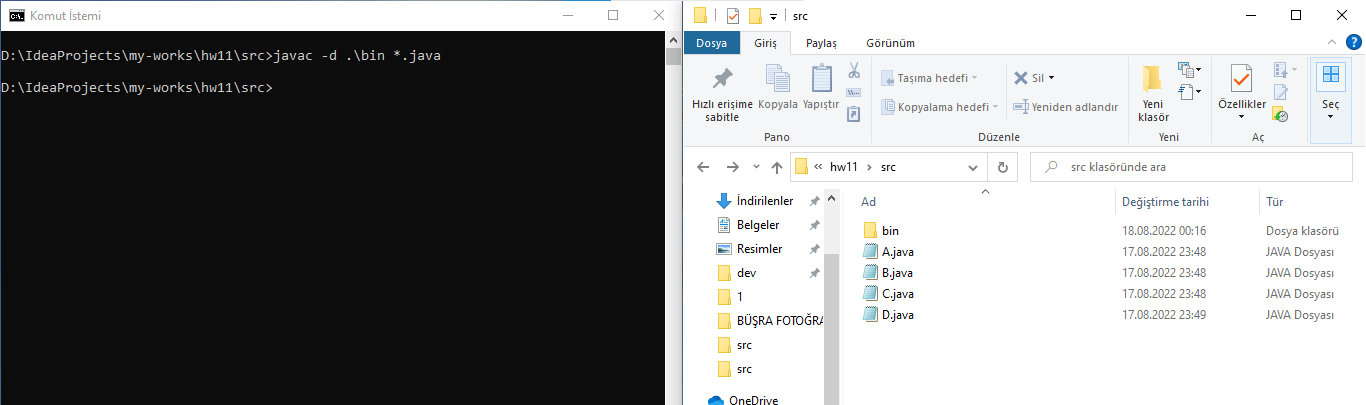 Komut İstemi
D:\IdeaProjects\my-works\hw11\src>javac -d .\bin *.java
D:\IdeaProjects\my-works\hw11\src>
src
Dosya Giriş Paylaş Görünüm
Hızlı erişime sabitle
Kopyala
Yapıştır
Pano
Taşıma hedefi
Kopyalama hedefi
Sil
Yeniden adlandır
Düzenle
Yeni klasör
Yeni
Özellikler
Aç
Seç
« hw11 › src
src klasöründe ara
İndirilenler
Belgeler
Resimler
dev
1
BÜŞRA FOTOĞRA
src
src
OneDrive
Ad Değiştirme tarihi Tür
bin 18.08.2022 00:16 Dosya klasörü
A.java 17.08.2022 23:48 JAVA Dosyası
B.java 17.08.2022 23:48 JAVA Dosyası
C.java 17.08.2022 23:48 JAVA Dosyası
D.java 17.08.2022 23:49 JAVA Dosyası